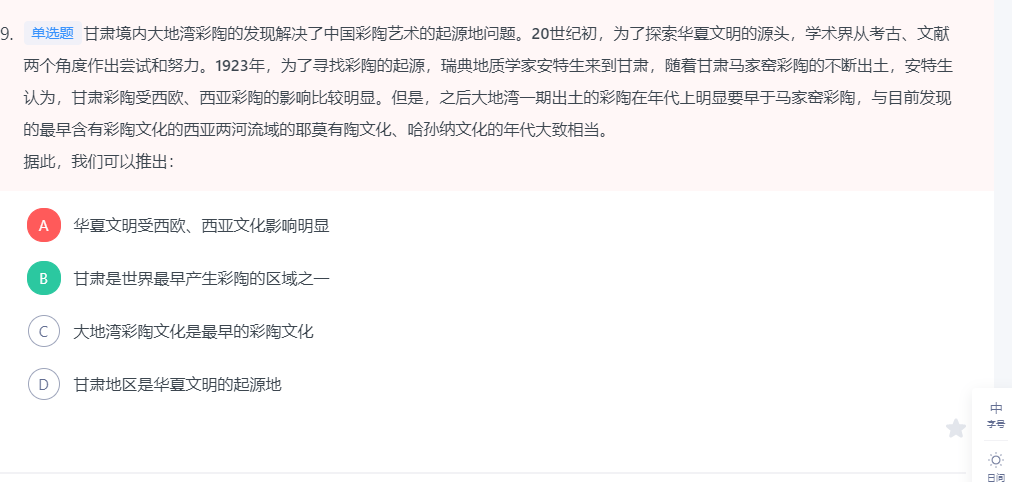 9. 单选题 甘肃境内大地湾彩陶的发现解决了中国彩陶艺术的起源地问题。20世纪初，为了探索华夏文明的源头，学术界从考古、文献
两个角度作出尝试和努力。1923年，为了寻找彩陶的起源，瑞典地质学家安特生来到甘肃，随着甘肃马家窑彩陶的不断出土，安特生
认为，甘肃彩陶受西欧、西亚彩陶的影响比较明显。但是，之后大地湾一期出土的彩陶在年代上明显要早于马家窑彩陶，与目前发现
的最早含有彩陶文化的西亚两河流域的耶莫有陶文化、哈孙纳文化的年代大致相当。
据此，我们可以推出：
A 华夏文明受西欧、西亚文化影响明显
B 甘肃是世界最早产生彩陶的区域之一
C 大地湾彩陶文化是最早的彩陶文化
D 甘肃地区是华夏文明的起源地
中
字号
日间